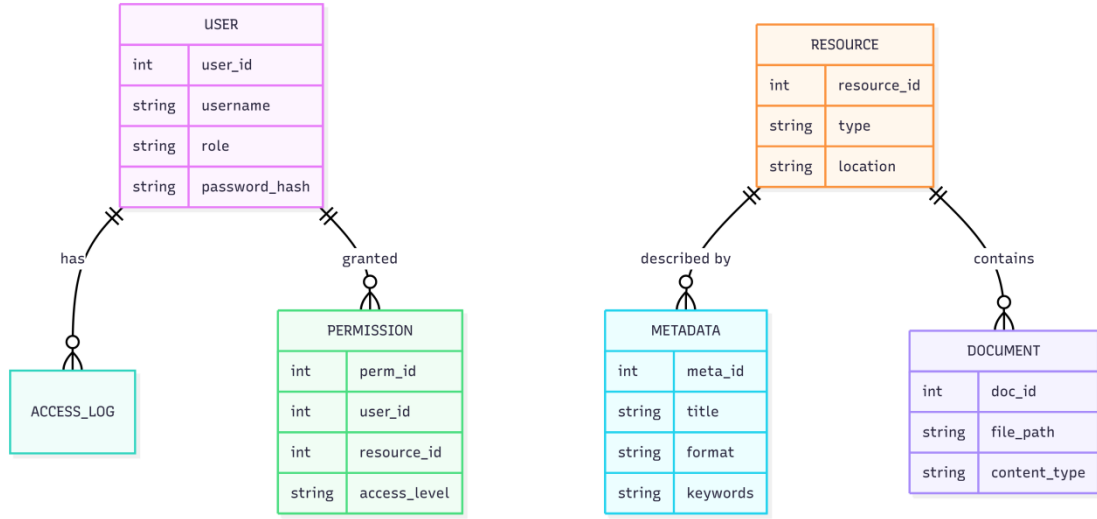 USER
int user_id
string username
string role
string password_hash
RESOURCE
int resource_id
string type
string location
has
granted
described by
contains
ACCESS_LOG
PERMISSION
int perm_id
int user_id
int resource_id
string access_level
METADATA
int meta_id
string title
string format
string keywords
DOCUMENT
int doc_id
string file_path
string content_type